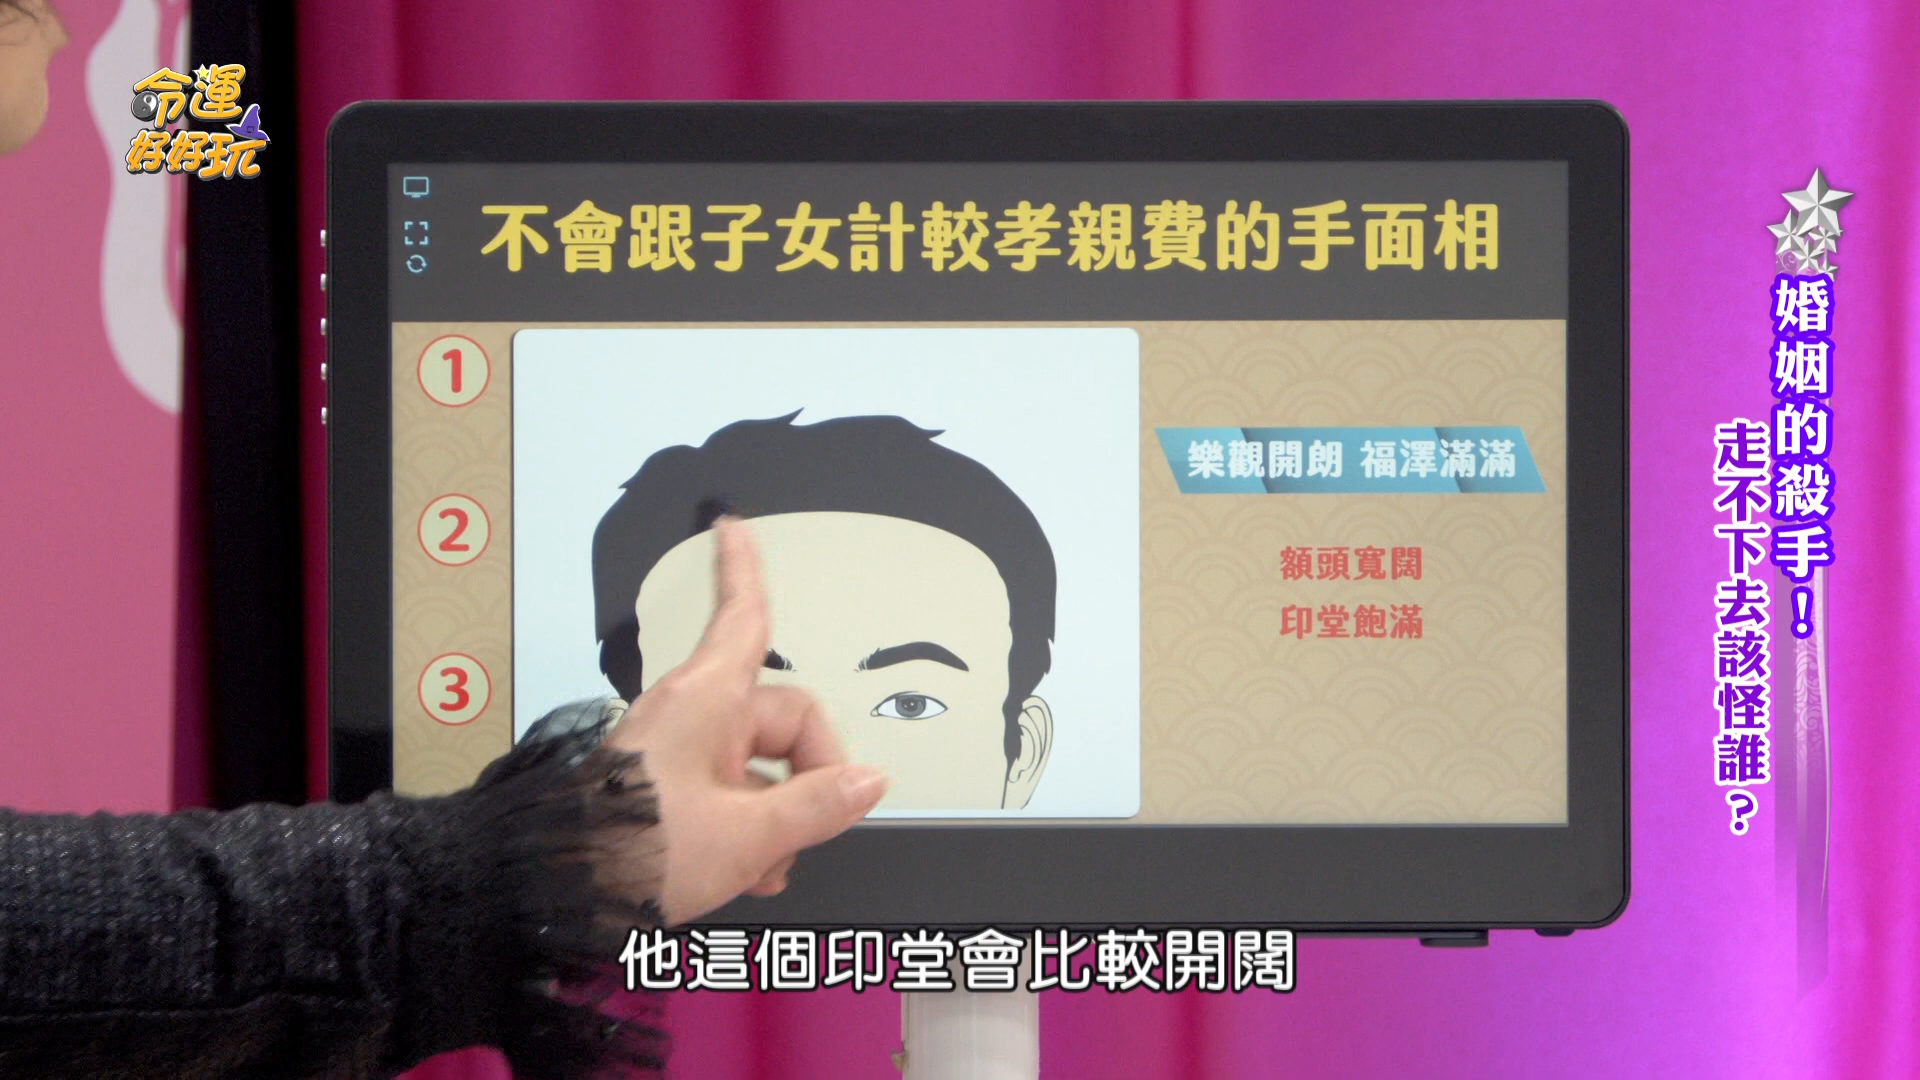 命運
好好玩
不會跟子女計較孝親費的手面相
1
2
3
樂觀開朗 福澤滿滿
額頭寬闊
印堂飽滿
婚姻的殺手！
走不下去該怪誰？
他這個印堂會比較開闊